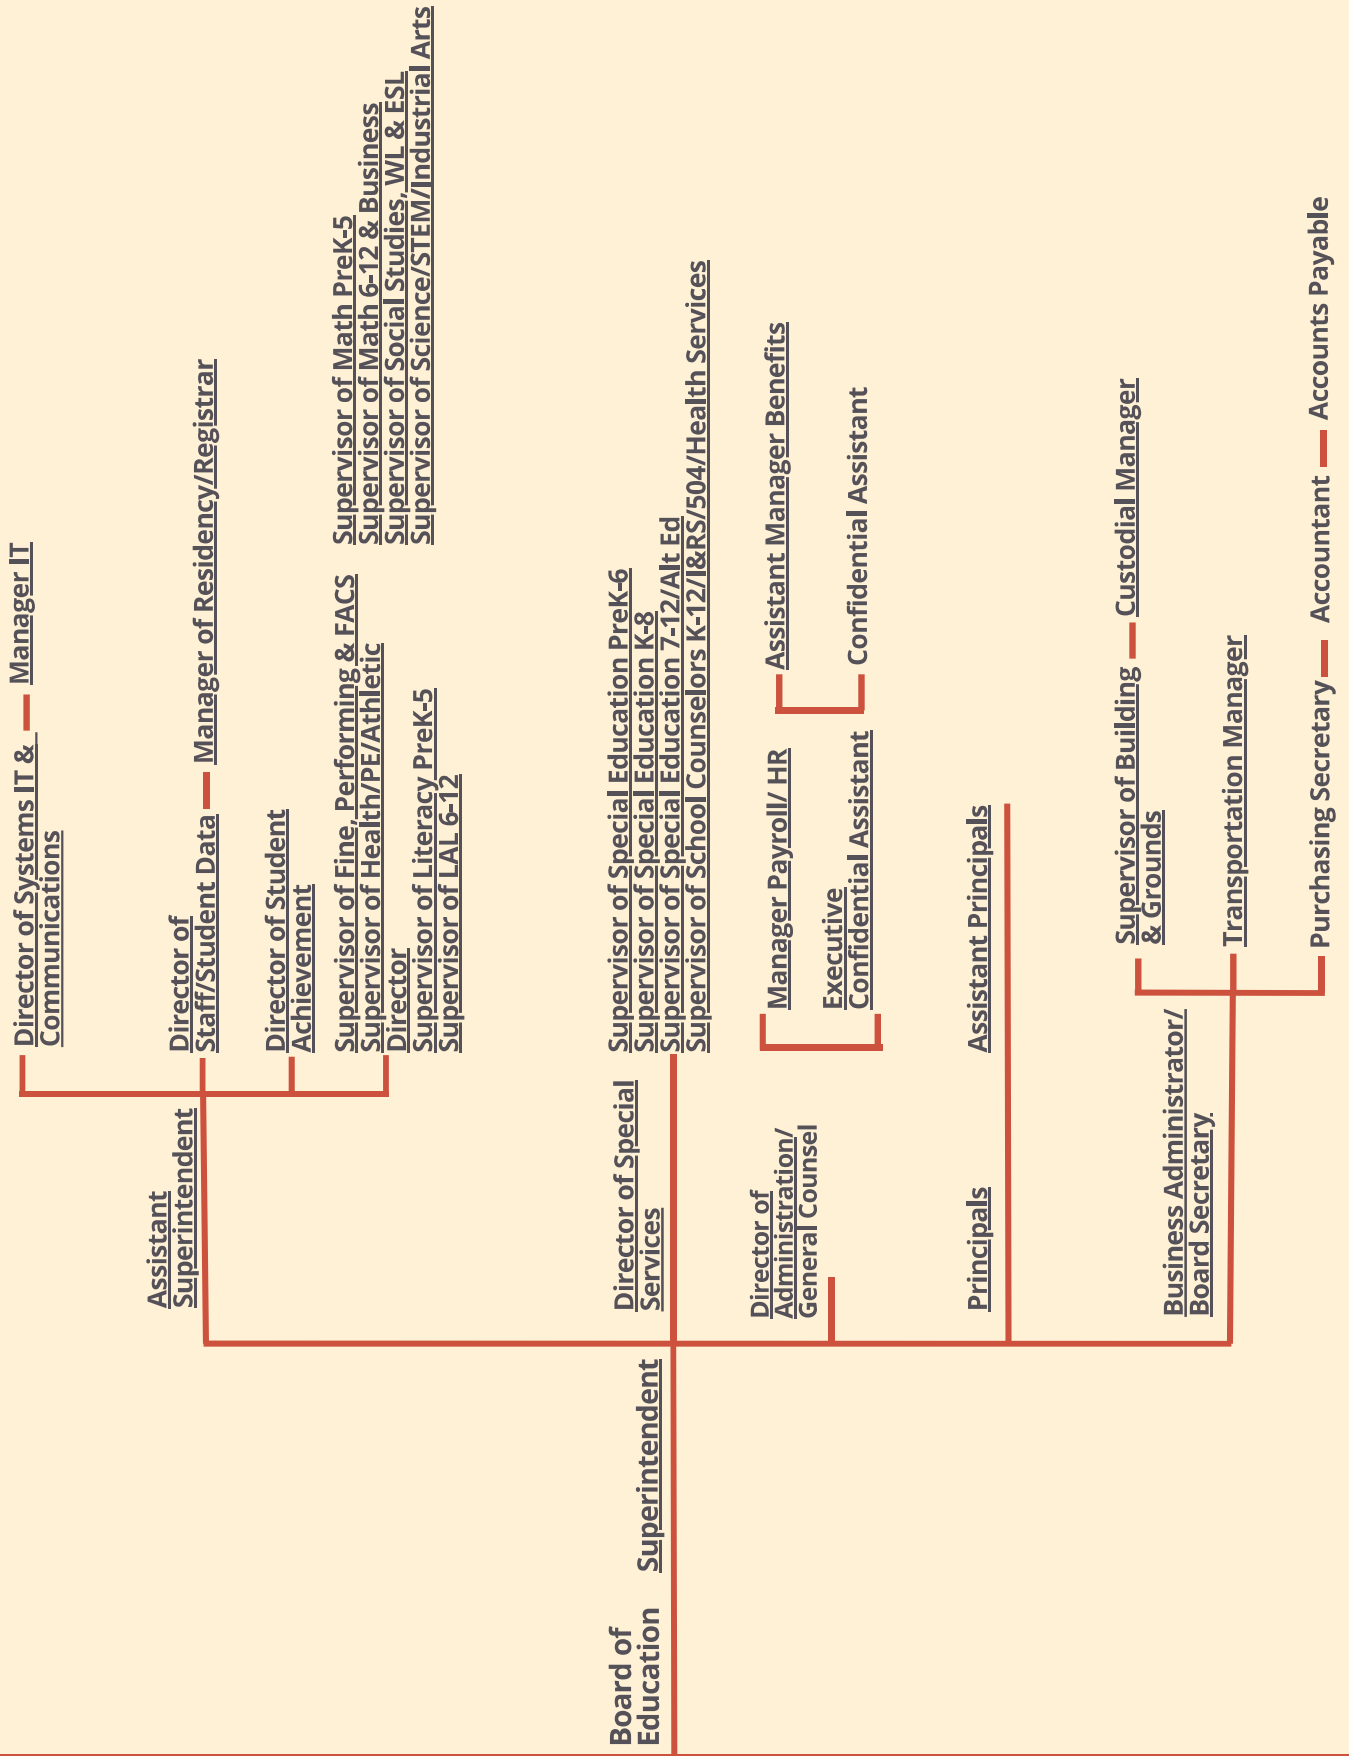 Board of
Education
Superintendent
Assistant
Superintendent
Director of Systems IT &
Communications
Manager IT
Director of
Staff/Student Data
Manager of Residency/Registrar
Director of Student
Achievement
Supervisor of Fine, Performing & FACS
Supervisor of Health/PE/Athletic
Director
Supervisor of Literacy PreK-5
Supervisor of LAL 6-12
Supervisor of Math PreK-5
Supervisor of Math 6-12 & Business
Supervisor of Social Studies, WL & ESL
Supervisor of Science/STEM/Industrial Arts
Director of Special
Services
Supervisor of Special Education PreK-6
Supervisor of Special Education K-8
Supervisor of Special Education 7-12/Alt Ed
Supervisor of School Counselors K-12/I&RS/504/Health Services
Director of
Administration/
General Counsel
Manager Payroll/ HR
Executive
Confidential Assistant
Assistant Manager Benefits
Confidential Assistant
Principals
Assistant Principals
Business Administrator/
Board Secretary.
Supervisor of Building
& Grounds
Custodial Manager
Transportation Manager
Purchasing Secretary
Accountant
Accounts Payable